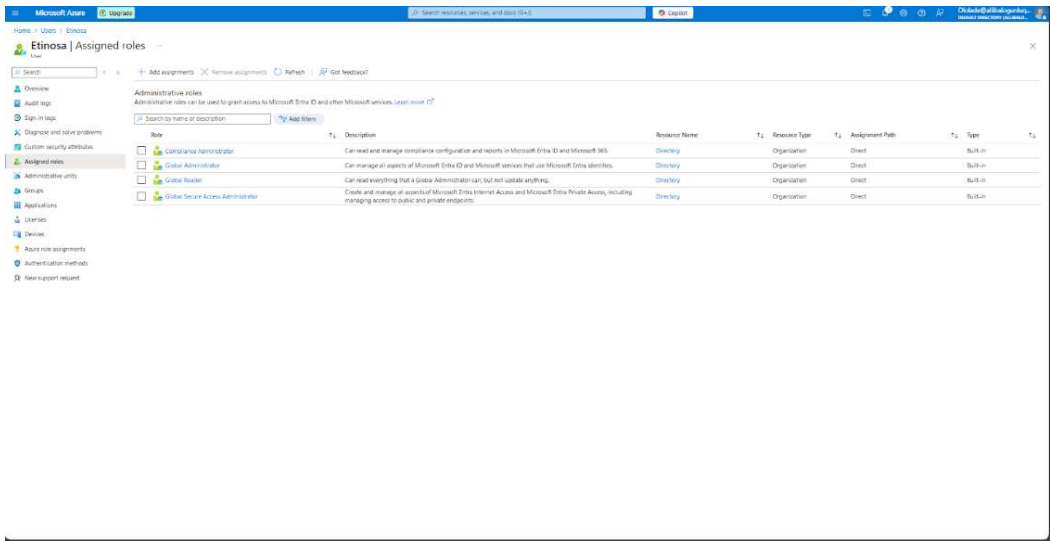 Microsoft Azure
Upgrade
Search resources, services, and docs (G+/)
Copilot
DEFAULT DIRECTORY
Home > Users > Etinosa
Etinosa | Assigned roles
User
Search
Add assignments
Remove assignments
Refresh
Got feedback?
Overview
Audit logs
Sign-in logs
Diagnose and solve problems
Custom security attributes
Assigned roles
Administrative units
Groups
Applications
Licenses
Devices
Azure role assignments
Authentication methods
New support request
Administrative roles
Administrative roles can be used to grant access to Microsoft Entra ID and other Microsoft services. Learn more
Search by name or description
Add filters
Role Description Resource Name Resource Type Assignment Path Type
Compliance Administrator Can read and manage compliance configuration and reports in Microsoft Entra ID and Microsoft 365. Directory Organization Direct Built-in
Global Administrator Can manage all aspects of Microsoft Entra ID and Microsoft services that use Microsoft Entra identities. Directory Organization Direct Built-in
Global Reader Can read everything that a Global Administrator can, but not update anything. Directory Organization Direct Built-in
Global Secure Access Administrator Create and manage all aspects of Microsoft Entra Internet Access and Microsoft Entra Private Access, including Directory Organization Direct Built-in
managing access to public and private endpoints.